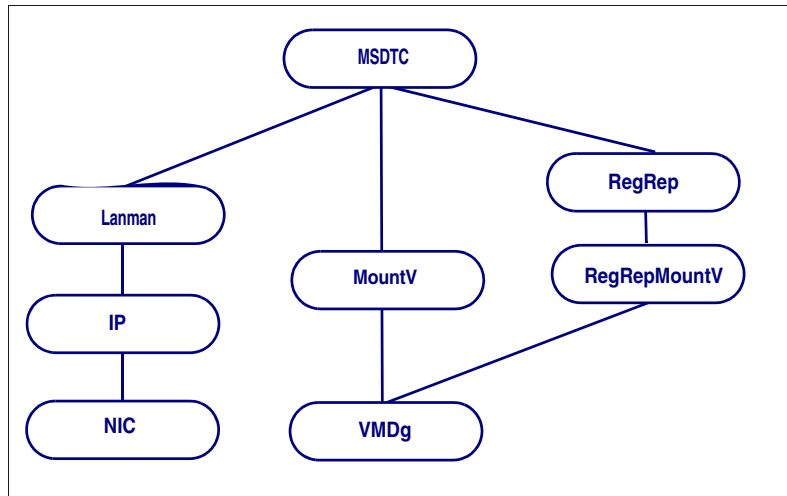 MSDTC
RegRep
Lanman
MountV
RegRepMountV
IP
NIC
VMDg